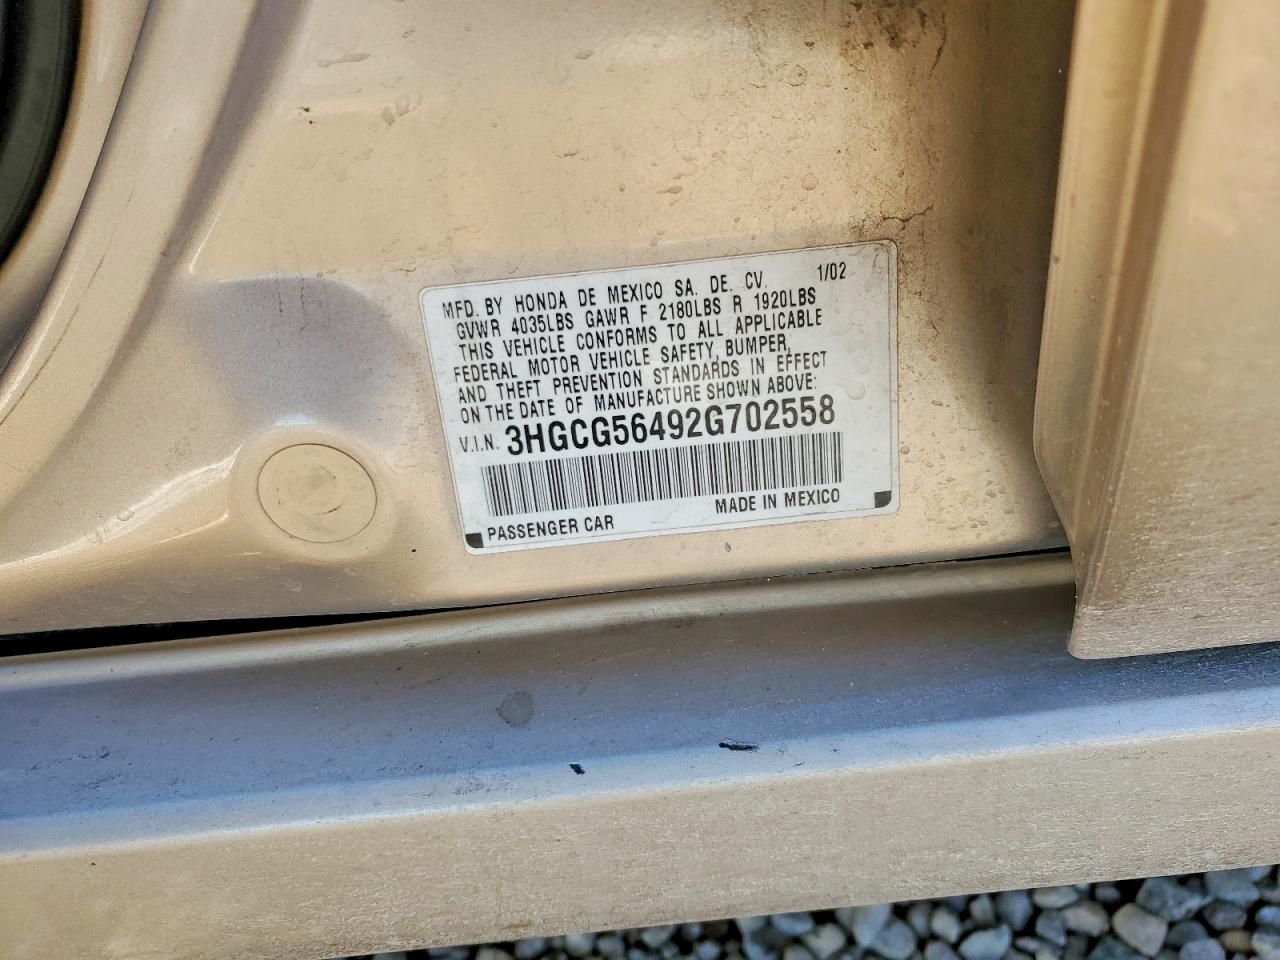 MFD. BY HONDA DE MEXICO SA. DE. CV. 1/02
GVWR 4035LBS GAWR F 2180LBS R 1920LBS
THIS VEHICLE CONFORMS TO ALL APPLICABLE
FEDERAL MOTOR VEHICLE SAFETY, BUMPER,
AND THEFT PREVENTION STANDARDS IN EFFECT
ON THE DATE OF MANUFACTURE SHOWN ABOVE:
V.I.N. 3HGCG56492G702558
PASSENGER CAR MADE IN MEXICO